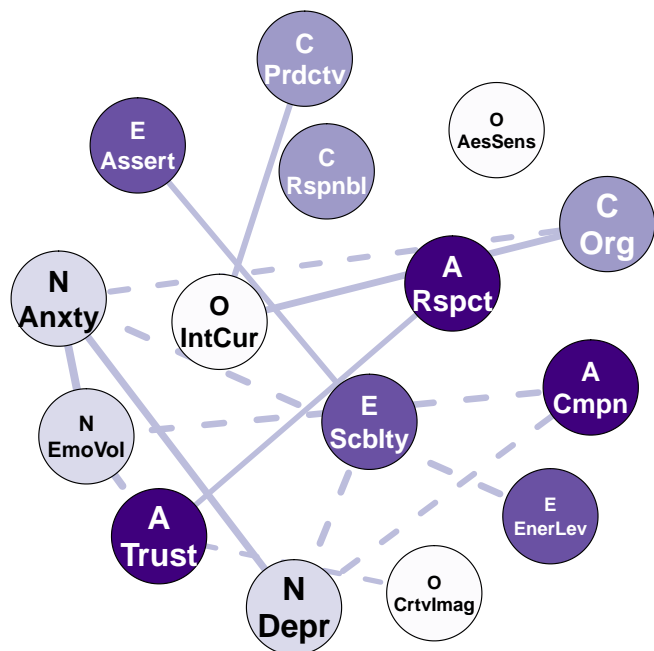 C
Prdctv
E
Assert
O
AesSens
C
Rspnbl
C
Org
N
Anxty
A
Rspct
O
IntCur
E
Scblty
A
Cmpn
N
EmoVol
E
EnerLev
A
Trust
N
Depr
O
CrtvImag